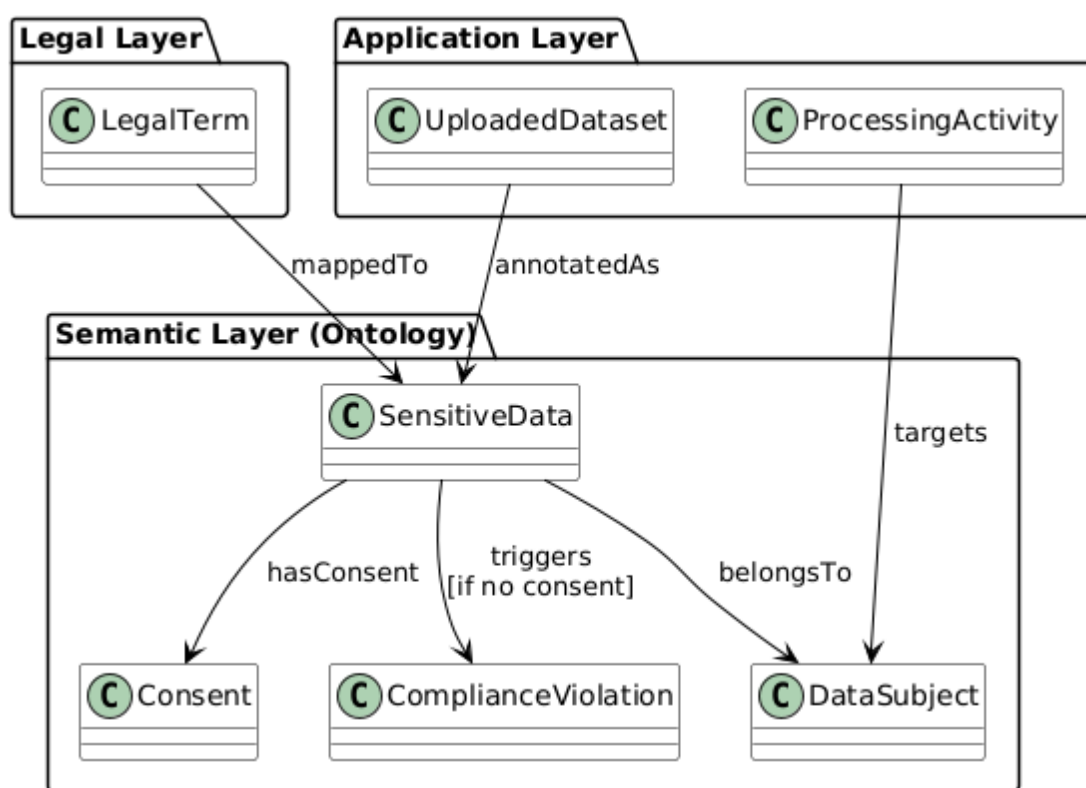 Legal Layer
Application Layer
C LegalTerm
C UploadedDataset
C ProcessingActivity
mappedTo
annotatedAs
Semantic Layer (Ontology)
C SensitiveData
targets
hasConsent
triggers
[if no consent]
belongsTo
C Consent
C ComplianceViolation
C DataSubject